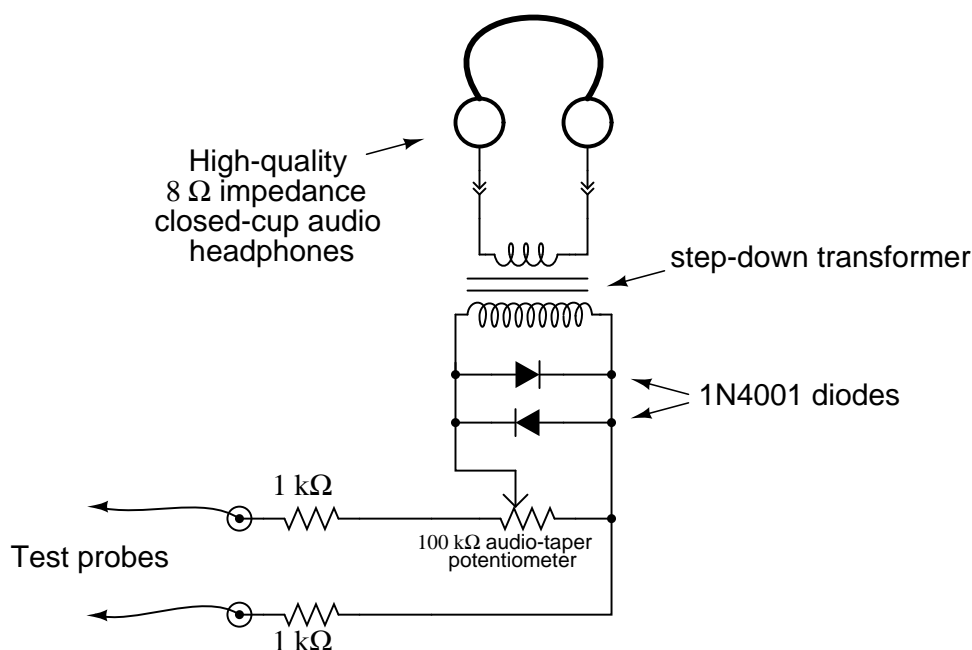 High-quality
8 Ω impedance
closed-cup audio
headphones
step-down transformer
1N4001 diodes
1 kΩ
100 kΩ audio-taper
potentiometer
Test probes
1 kΩ